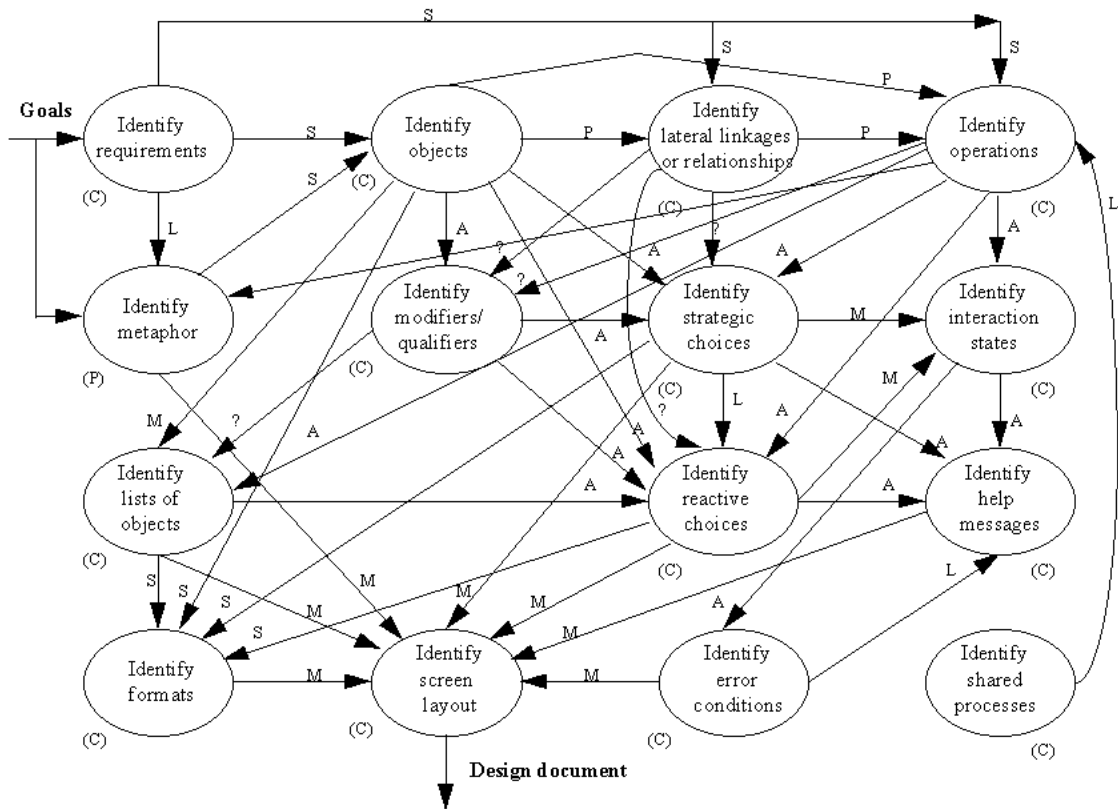 S
S
S
P
Goals
Identify
requirements
S
Identify
objects
P
Identify
lateral linkages
or relationships
P
Identify
operations
(C)
(C)
(C)
(C)
S
L
A
?
?
A
A
A
L
?
Identify
metaphor
Identify
modifiers/
qualifiers
A
Identify
strategic
choices
M
Identify
interaction
states
(P)
(C)
(C)
(C)
M
M
?
A
L
?
A
A
A
A
A
Identify
lists of
objects
A
Identify
reactive
choices
A
Identify
help
messages
(C)
(C)
(C)
S
S
S
S
M
M
M
M
M
A
L
Identify
formats
M
Identify
screen
layout
M
Identify
error
conditions
Identify
shared
processes
(C)
(C)
(C)
(C)
Design document